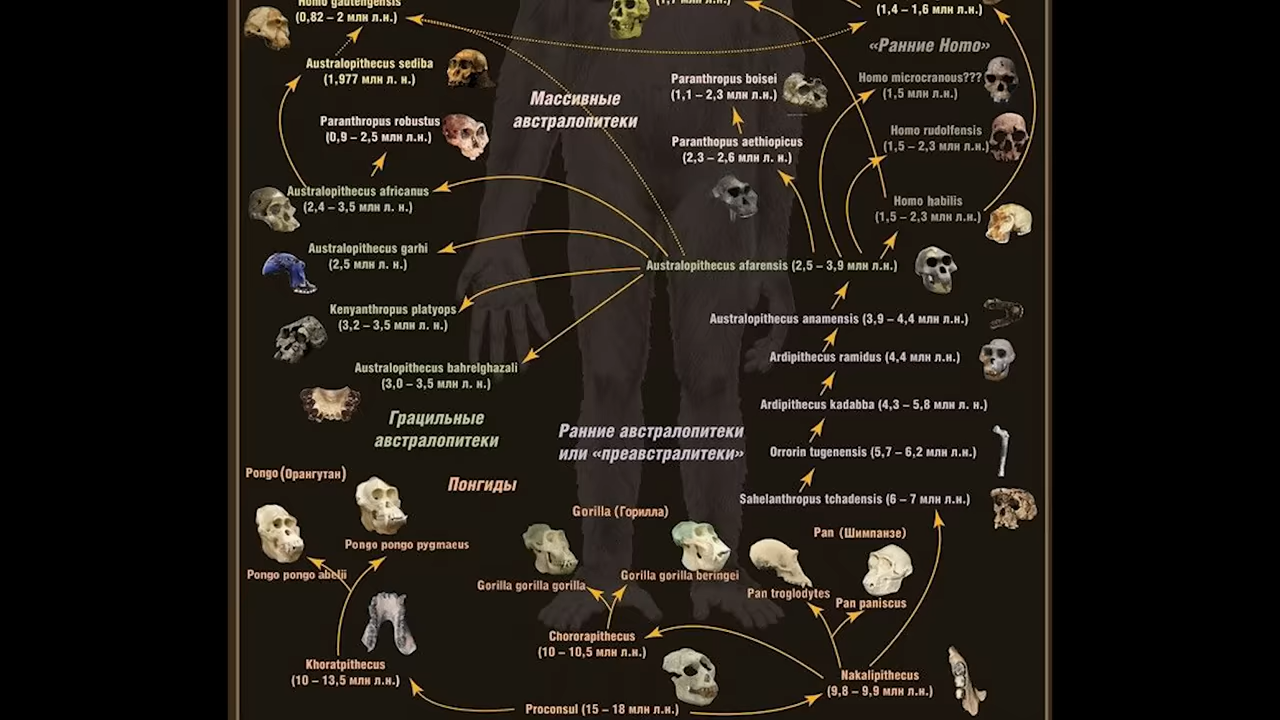 Homo gautengensis
(0,82 – 2 млн л.н.)
(1,7 млн л.н.)
(1,4 – 1,6 млн л.н.)
«Ранние Homo»
Australopithecus sediba
(1,977 млн л. н.)
Paranthropus boisei
(1,1 – 2,3 млн л.н.)
Homo microcranous???
(1,5 млн л.н.)
Массивные
австралопитеки
Paranthropus robustus
(0,9 – 2,5 млн л.н.)
Paranthopus aethiopicus
(2,3 – 2,6 млн л. н.)
Homo rudolfensis
(1,5 – 2,3 млн л.н.)
Australopithecus africanus
(2,4 – 3,5 млн л.н.)
Homo habilis
(1,5 – 2,3 млн л.н.)
Australopithecus garhi
(2,5 млн л. н.)
Australopithecus afarensis (2,5 – 3,9 млн л.н.)
Kenyanthropus platyops
(3,2 – 3,5 млн л. н.)
Australopithecus anamensis (3,9 – 4,4 млн л.н.)
Ardipithecus ramidus (4,4 млн л.н.)
Australopithecus bahrelghazali
(3,0 – 3,5 млн л. н.)
Ardipithecus kadabba (4,3 – 5,8 млн л. н.)
Грацильные
австралопитеки
Ранние австралопитеки
или «преавстралитеки»
Orrorin tugenensis (5,7 – 6,2 млн л.н.)
Pongo (Орангутан)
Понгиды
Sahelanthropus tchadensis (6 – 7 млн л.н.)
Gorilla (Горилла)
Pan (Шимпанзе)
Pongo pongo pygmaeus
Pongo pongo abelii
Gorilla gorilla gorilla
Gorilla gorilla beringei
Pan troglodytes
Pan paniscus
Chororapithecus
(10 – 10,5 млн л.н.)
Khoratpithecus
(10 – 13,5 млн л.н.)
Nakalipithecus
(9,8 – 9,9 млн л.н.)
Proconsul (15 – 18 млн л.н.)